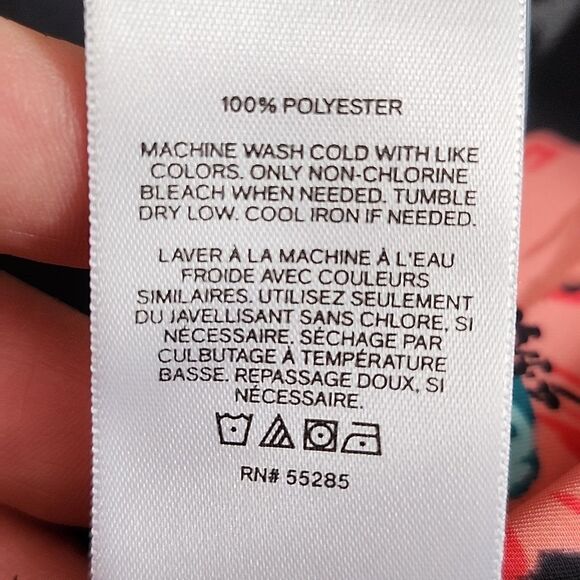 100% POLYESTER
MACHINE WASH COLD WITH LIKE
COLORS. ONLY NON-CHLORINE
BLEACH WHEN NEEDED. TUMBLE
DRY LOW. COOL IRON IF NEEDED.
LAVER À LA MACHINE À L'EAU
FROIDE AVEC COULEURS
SIMILAIRES. UTILISEZ SEULEMENT
DU JAVELLISANT SANS CHLORE, SI
NÉCESSAIRE. SÉCHAGE PAR
CULBUTAGE À TEMPÉRATURE
BASSE. REPASSAGE DOUX, SI
NÉCESSAIRE.
RN# 55285